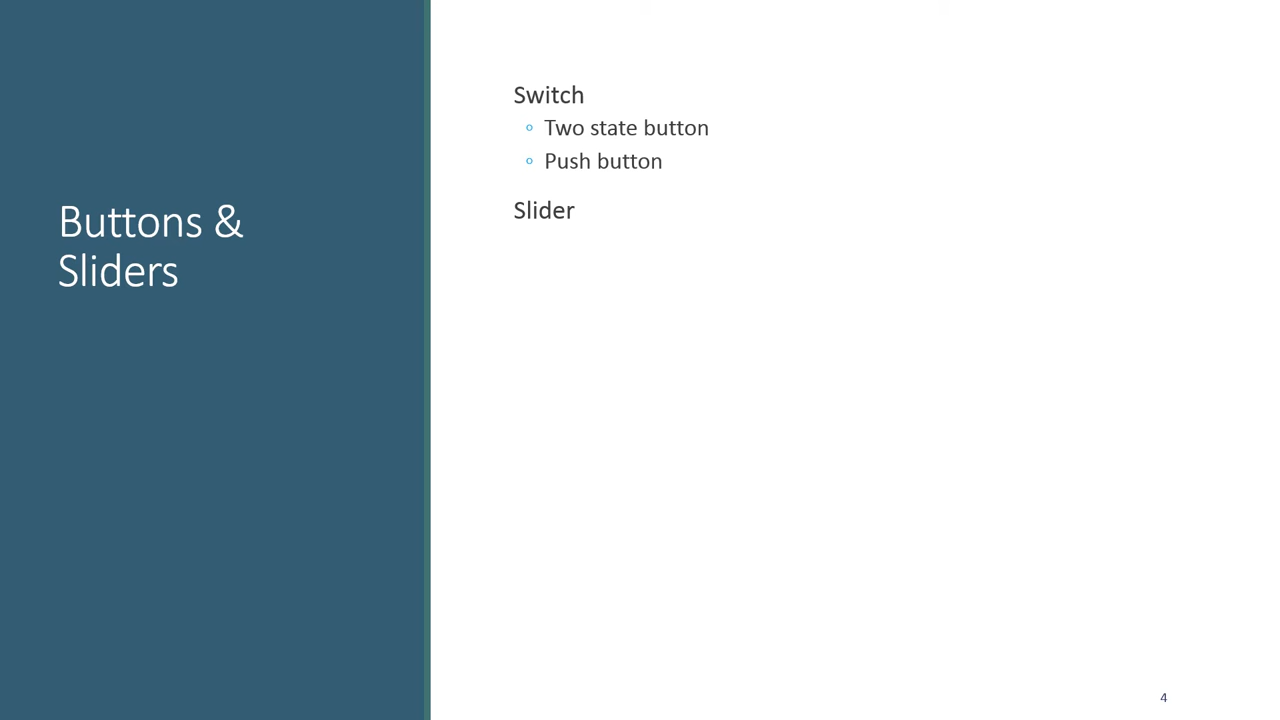 Buttons &
Sliders
Switch
Two state button
Push button
Slider
4